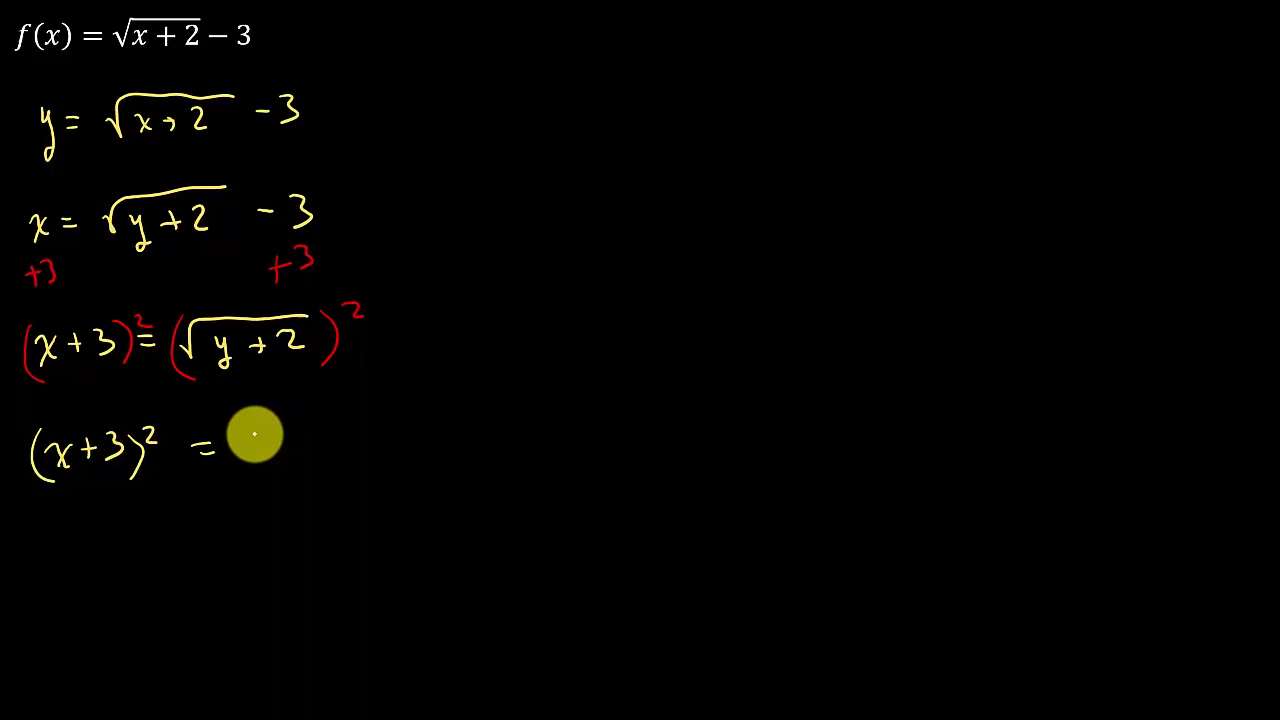 f(x) = √x + 2 − 3
y = √x + 2 - 3
x = √y + 2 - 3
+3 +3
(x + 3)² = (√y + 2)²
(x + 3)² =